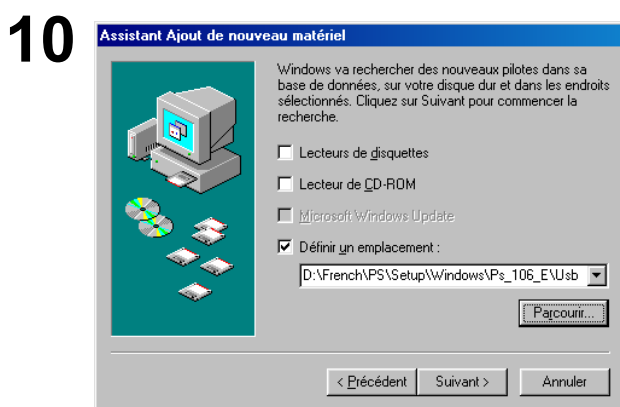 10
Assistant Ajout de nouveau matériel
Windows va rechercher des nouveaux pilotes dans sa
base de données, sur votre disque dur et dans les endroits
sélectionnés. Cliquez sur Suivant pour commencer la
recherche.
Lecteurs de disquettes
Lecteur de CD-ROM
Microsoft Windows Update
Définir un emplacement :
D:\French\PS\Setup\Windows\Ps_106_E\Usb
Parcourir...
< Précédent
Suivant >
Annuler